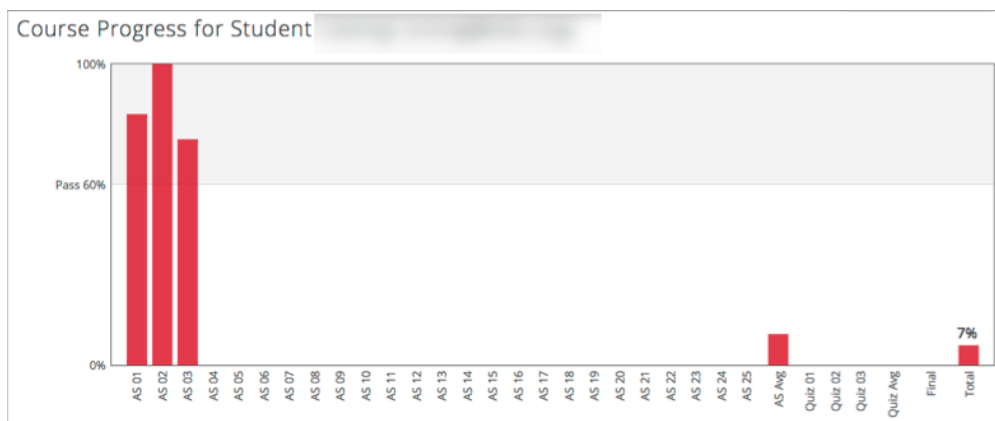 Course Progress for Student
100%
Pass 60%
0%
7%
AS 01
AS 02
AS 03
AS 04
AS 05
AS 06
AS 07
AS 08
AS 09
AS 10
AS 11
AS 12
AS 13
AS 14
AS 15
AS 16
AS 17
AS 18
AS 19
AS 20
AS 21
AS 22
AS 23
AS 24
AS 25
AS Avg
Quiz 01
Quiz 02
Quiz 03
Quiz Avg
Final
Total